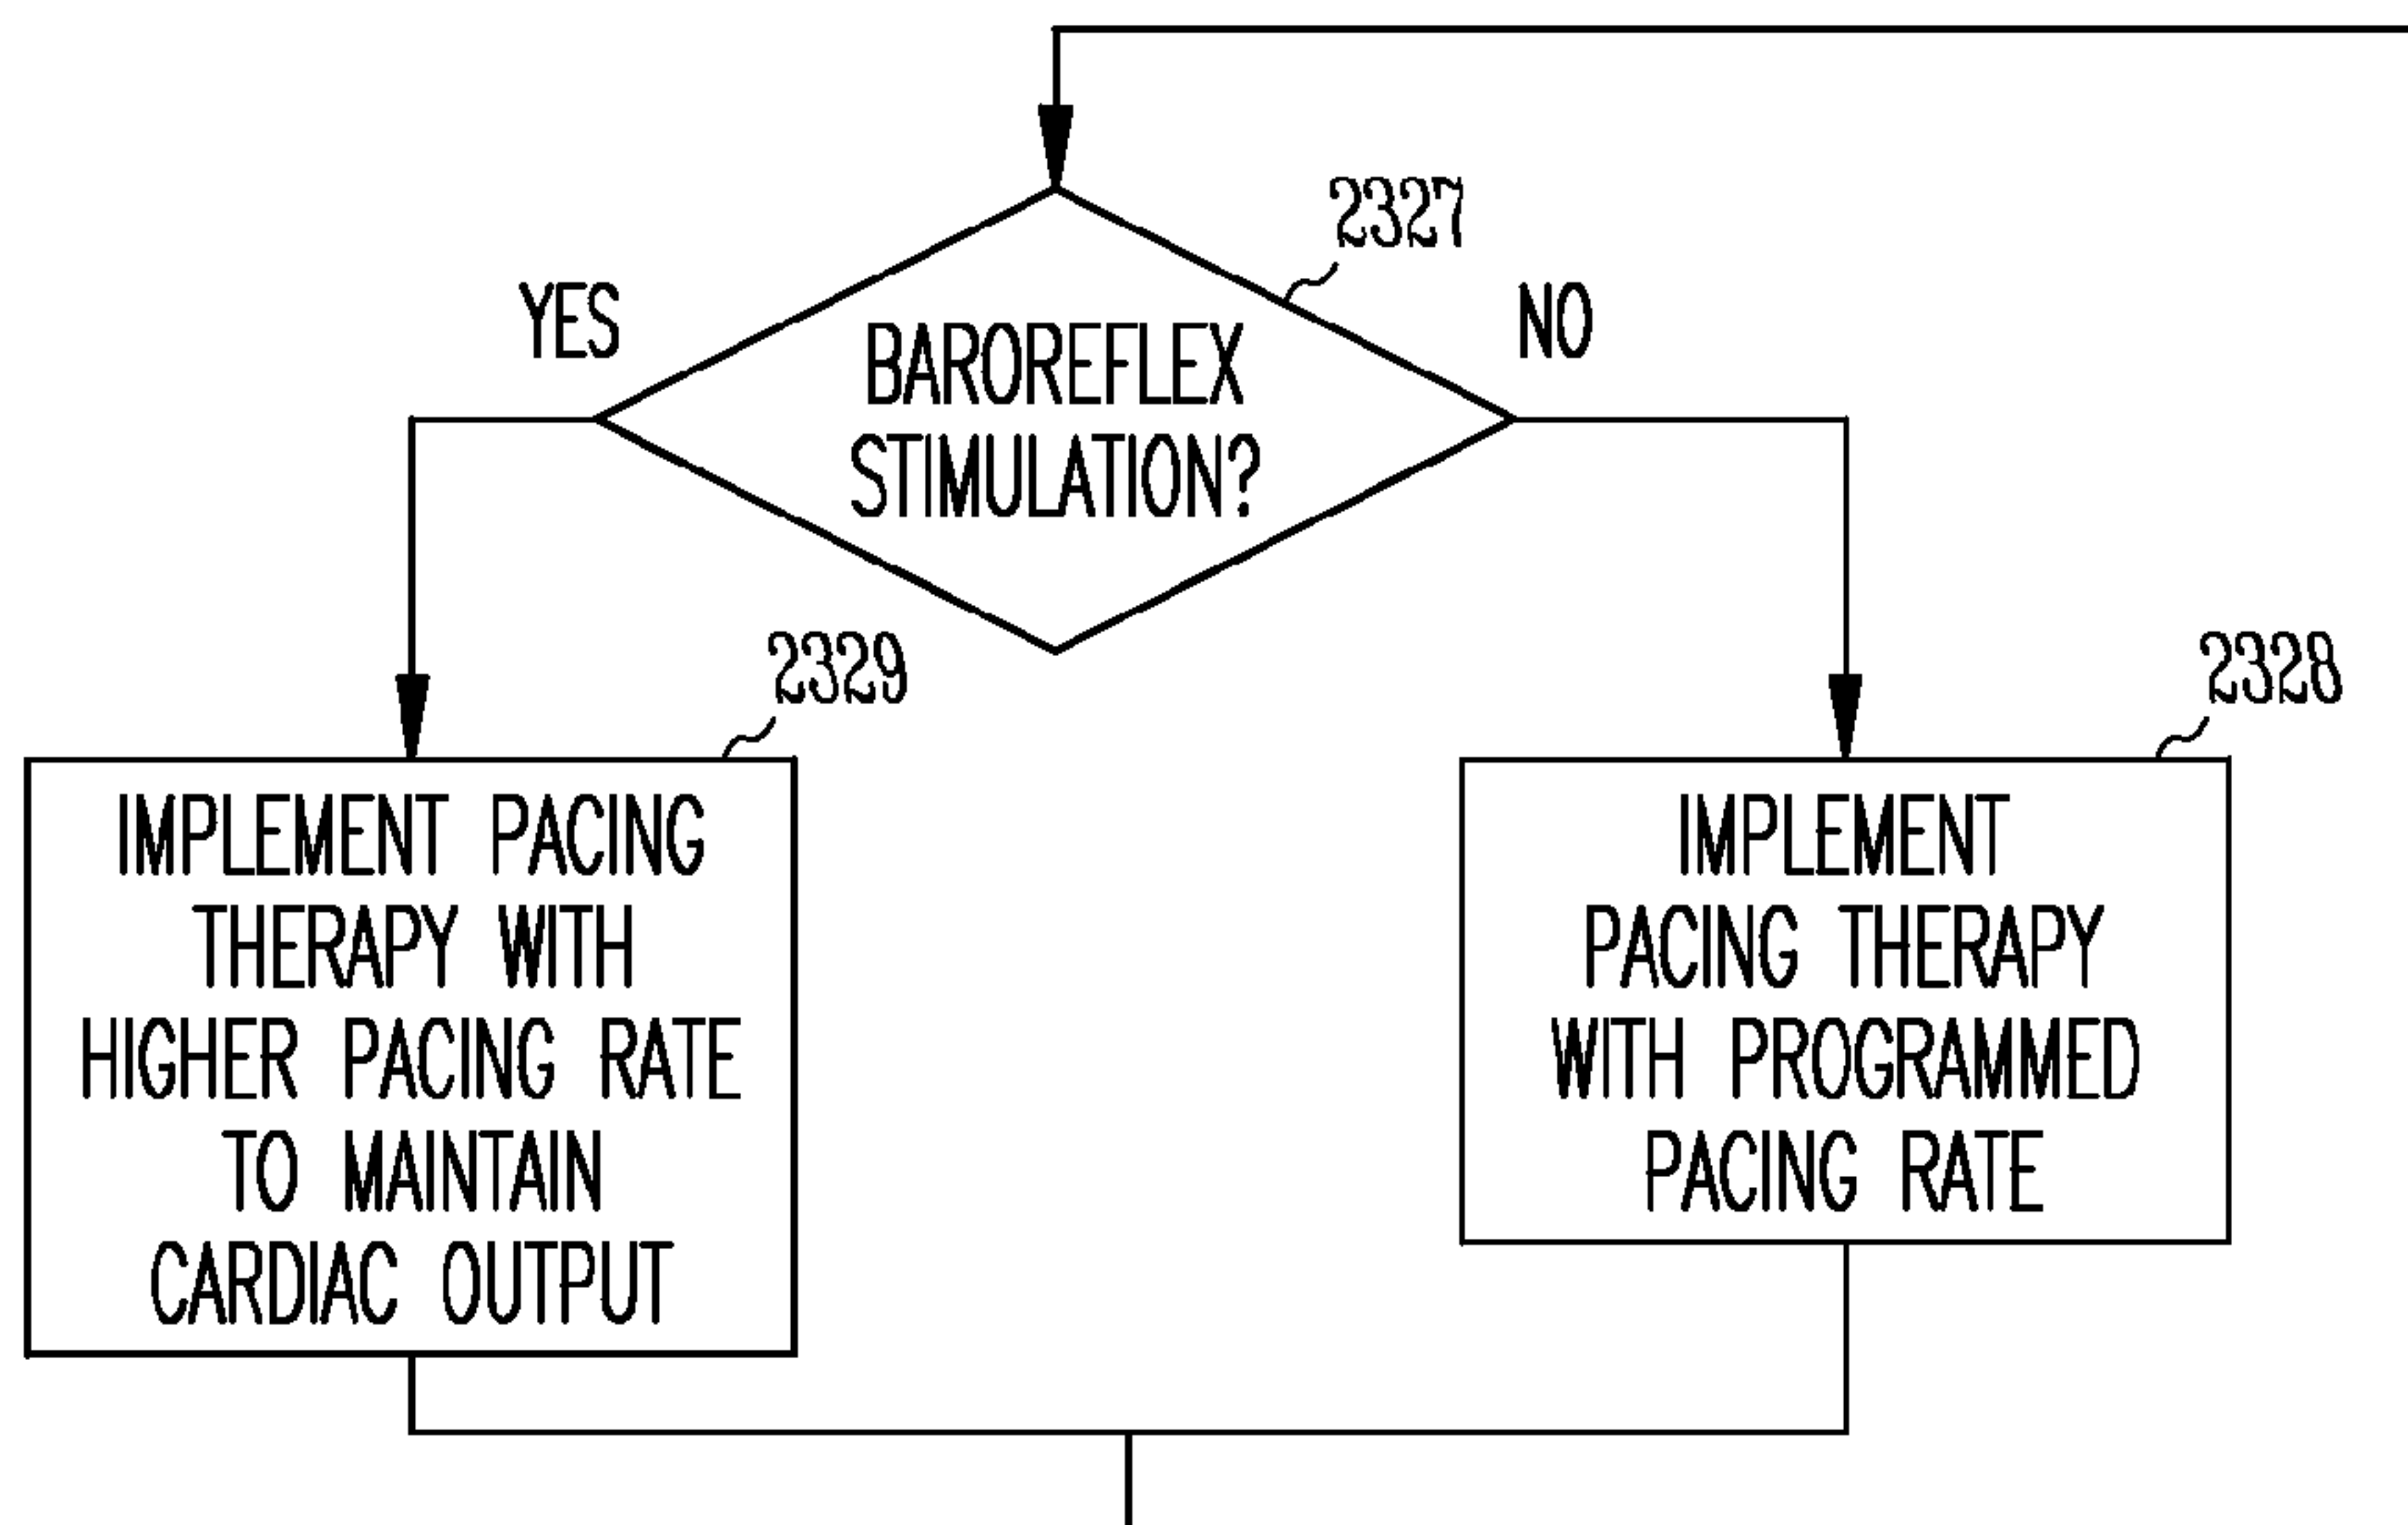 2327
YES
NO
BAROREFLEX
STIMULATION?
2329
2328
IMPLEMENT PACING
THERAPY WITH
HIGHER PACING RATE
TO MAINTAIN
CARDIAC OUTPUT
IMPLEMENT
PACING THERAPY
WITH PROGRAMMED
PACING RATE